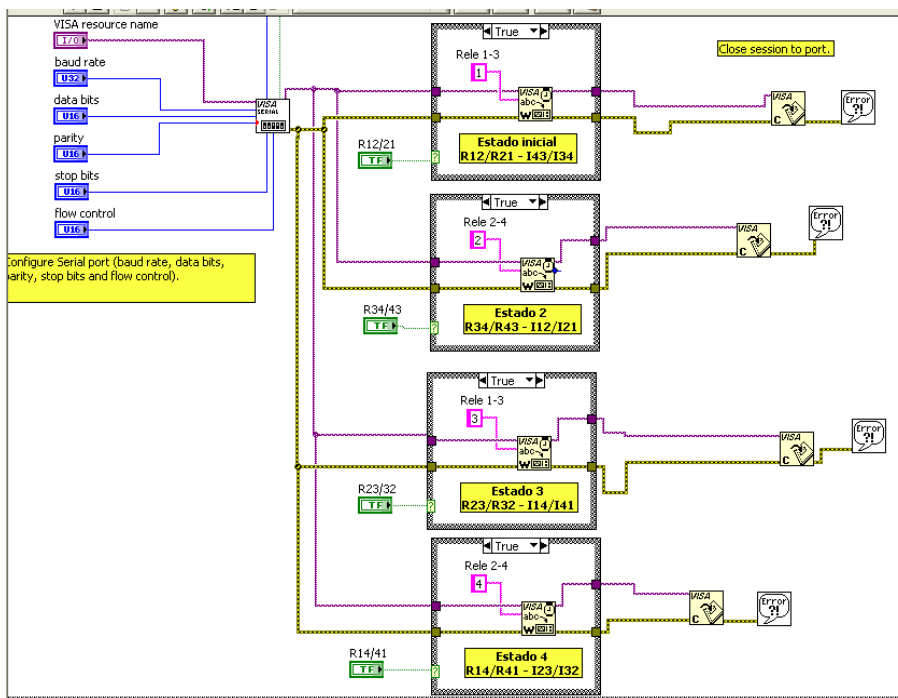 VISA resource name
I/O
baud rate
U32
data bits
U16
parity
U16
stop bits
U16
flow control
U16
VISA
SERIAL
Configure Serial port (baud rate, data bits,
parity, stop bits and flow control).
True
Rele 1-3
1
VISA
abc
W
R12/21
TF
?
Estado inicial
R12/R21 - I43/I34
Close session to port.
VISA
C
Error
?!
True
Rele 2-4
2
VISA
abc
W
R34/43
TF
?
Estado 2
R34/R43 - I12/I21
VISA
C
Error
?!
True
Rele 1-3
3
VISA
abc
W
R23/32
TF
?
Estado 3
R23/R32 - I14/I41
VISA
C
Error
?!
True
Rele 2-4
4
VISA
abc
W
R14/41
TF
?
Estado 4
R14/R41 - I23/I32
VISA
C
Error
?!